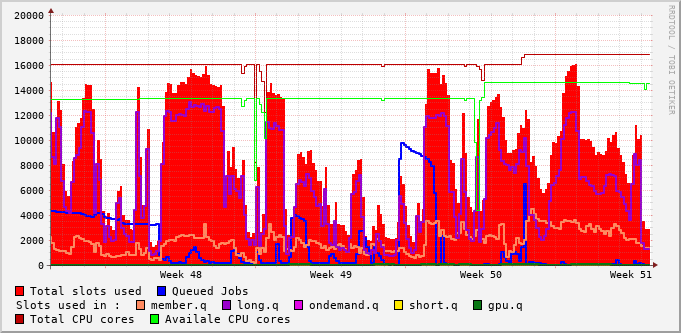 20000
18000
16000
14000
12000
10000
8000
6000
4000
2000
0
Week 48 Week 49 Week 50 Week 51
RRDTOOL / TOBI OETIKER
Total slots used Queued Jobs
Slots used in : member.q long.q ondemand.q short.q gpu.q
Total CPU cores Availale CPU cores